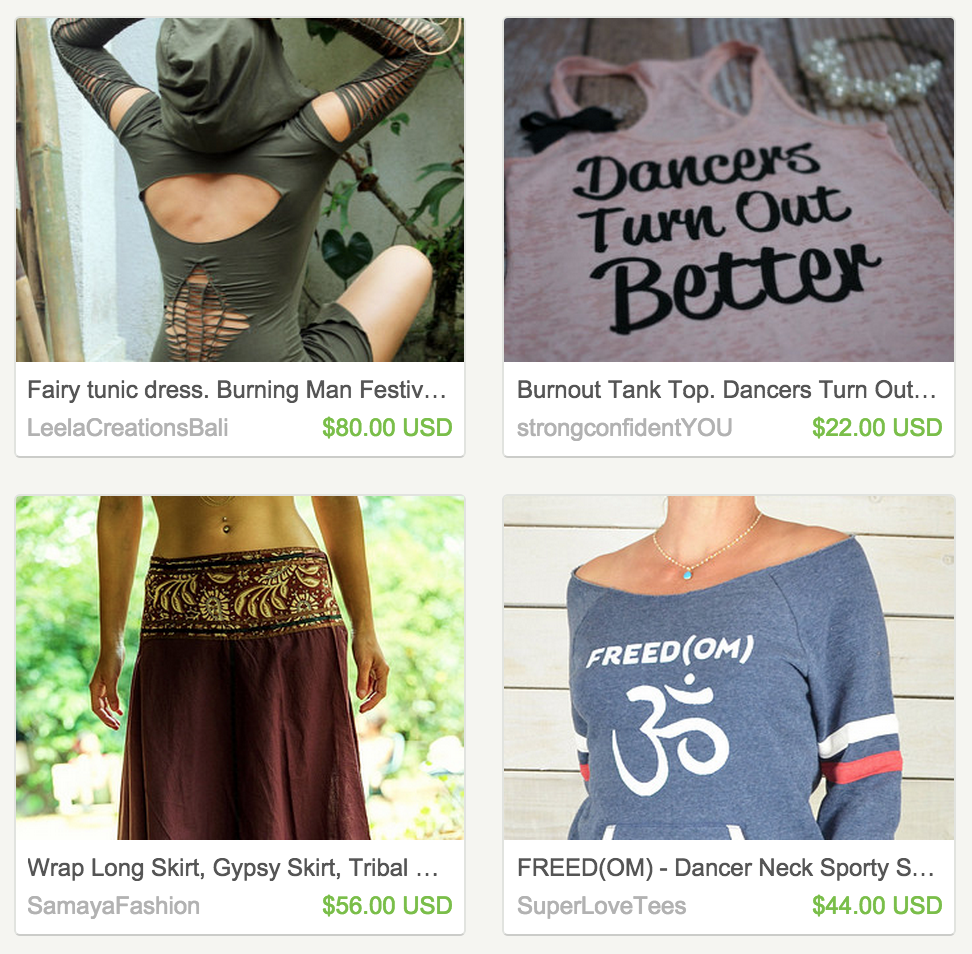 Dancers
Turn Out
Better
Fairy tunic dress. Burning Man Festiv...
LeelaCreationsBali $80.00 USD
Burnout Tank Top. Dancers Turn Out...
strongconfidentYOU $22.00 USD
FREED(OM)
ॐ
Wrap Long Skirt, Gypsy Skirt, Tribal ...
SamayaFashion $56.00 USD
FREED(OM) - Dancer Neck Sporty S...
SuperLoveTees $44.00 USD